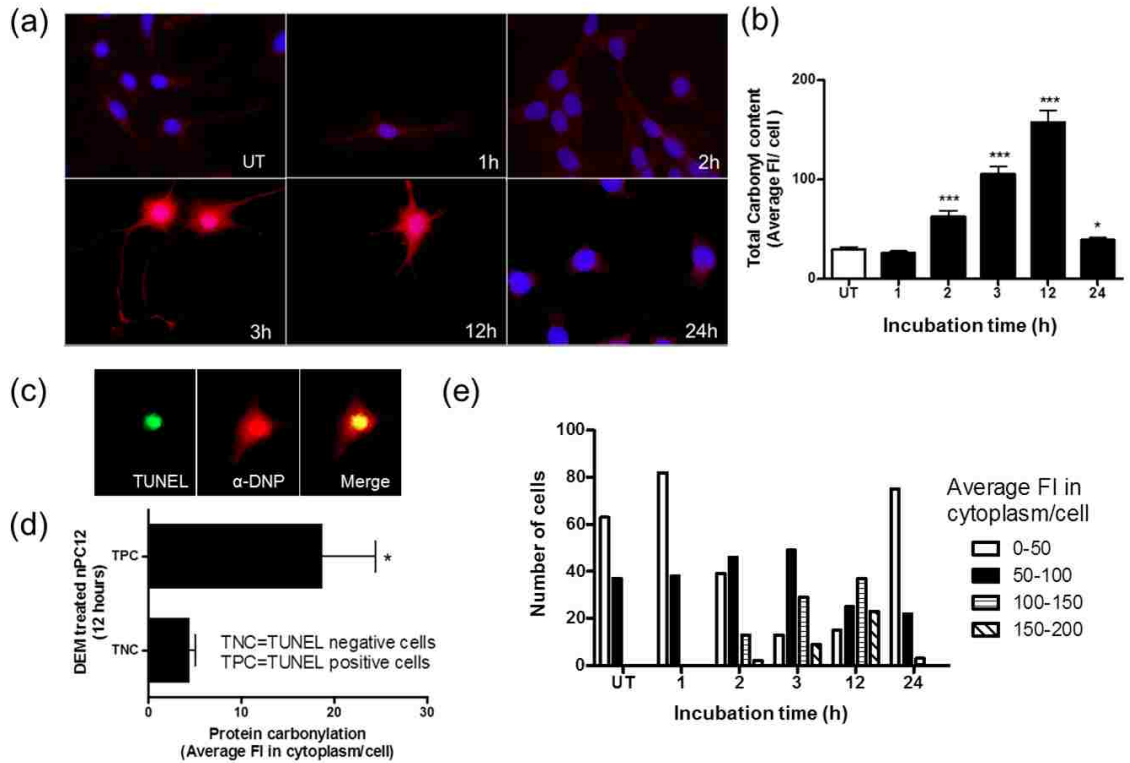 (a)
UT
1h
2h
3h
12h
24h
(b)
Total Carbonyl content
(Average FI/ cell )
200
100
0
***
***
***
*
UT
1
2
3
12
24
Incubation time (h)
(c)
TUNEL
α-DNP
Merge
(d)
DEM treated nPC12
(12 hours)
TPC
TNC
*
TNC=TUNEL negative cells
TPC=TUNEL positive cells
0
10
20
30
Protein carbonylation
(Average FI in cytoplasm/cell)
(e)
Number of cells
100
80
60
40
20
0
UT
1
2
3
12
24
Incubation time (h)
Average FI in
cytoplasm/cell
0-50
50-100
100-150
150-200